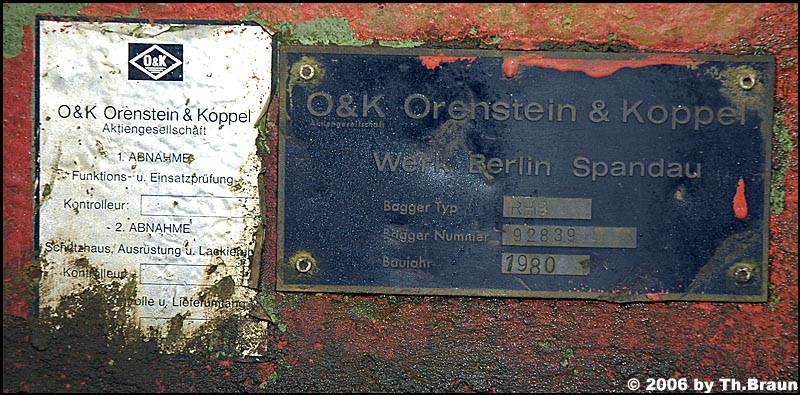 O&K
O&K Orenstein & Koppel
Aktiengesellschaft
1. ABNAHME
Funktions- u. Einsatzprüfung
Kontrolleur:
2. ABNAHME
Schutzhaus, Ausrüstung u. Lackierung
Kontrolleur:
u. Lieferumfang
O&K Orenstein & Koppel
Aktiengesellschaft
Werk Berlin Spandau
Bagger Typ RH8
Bagger Nummer 92839
Baujahr 1980
© 2006 by Th.Braun